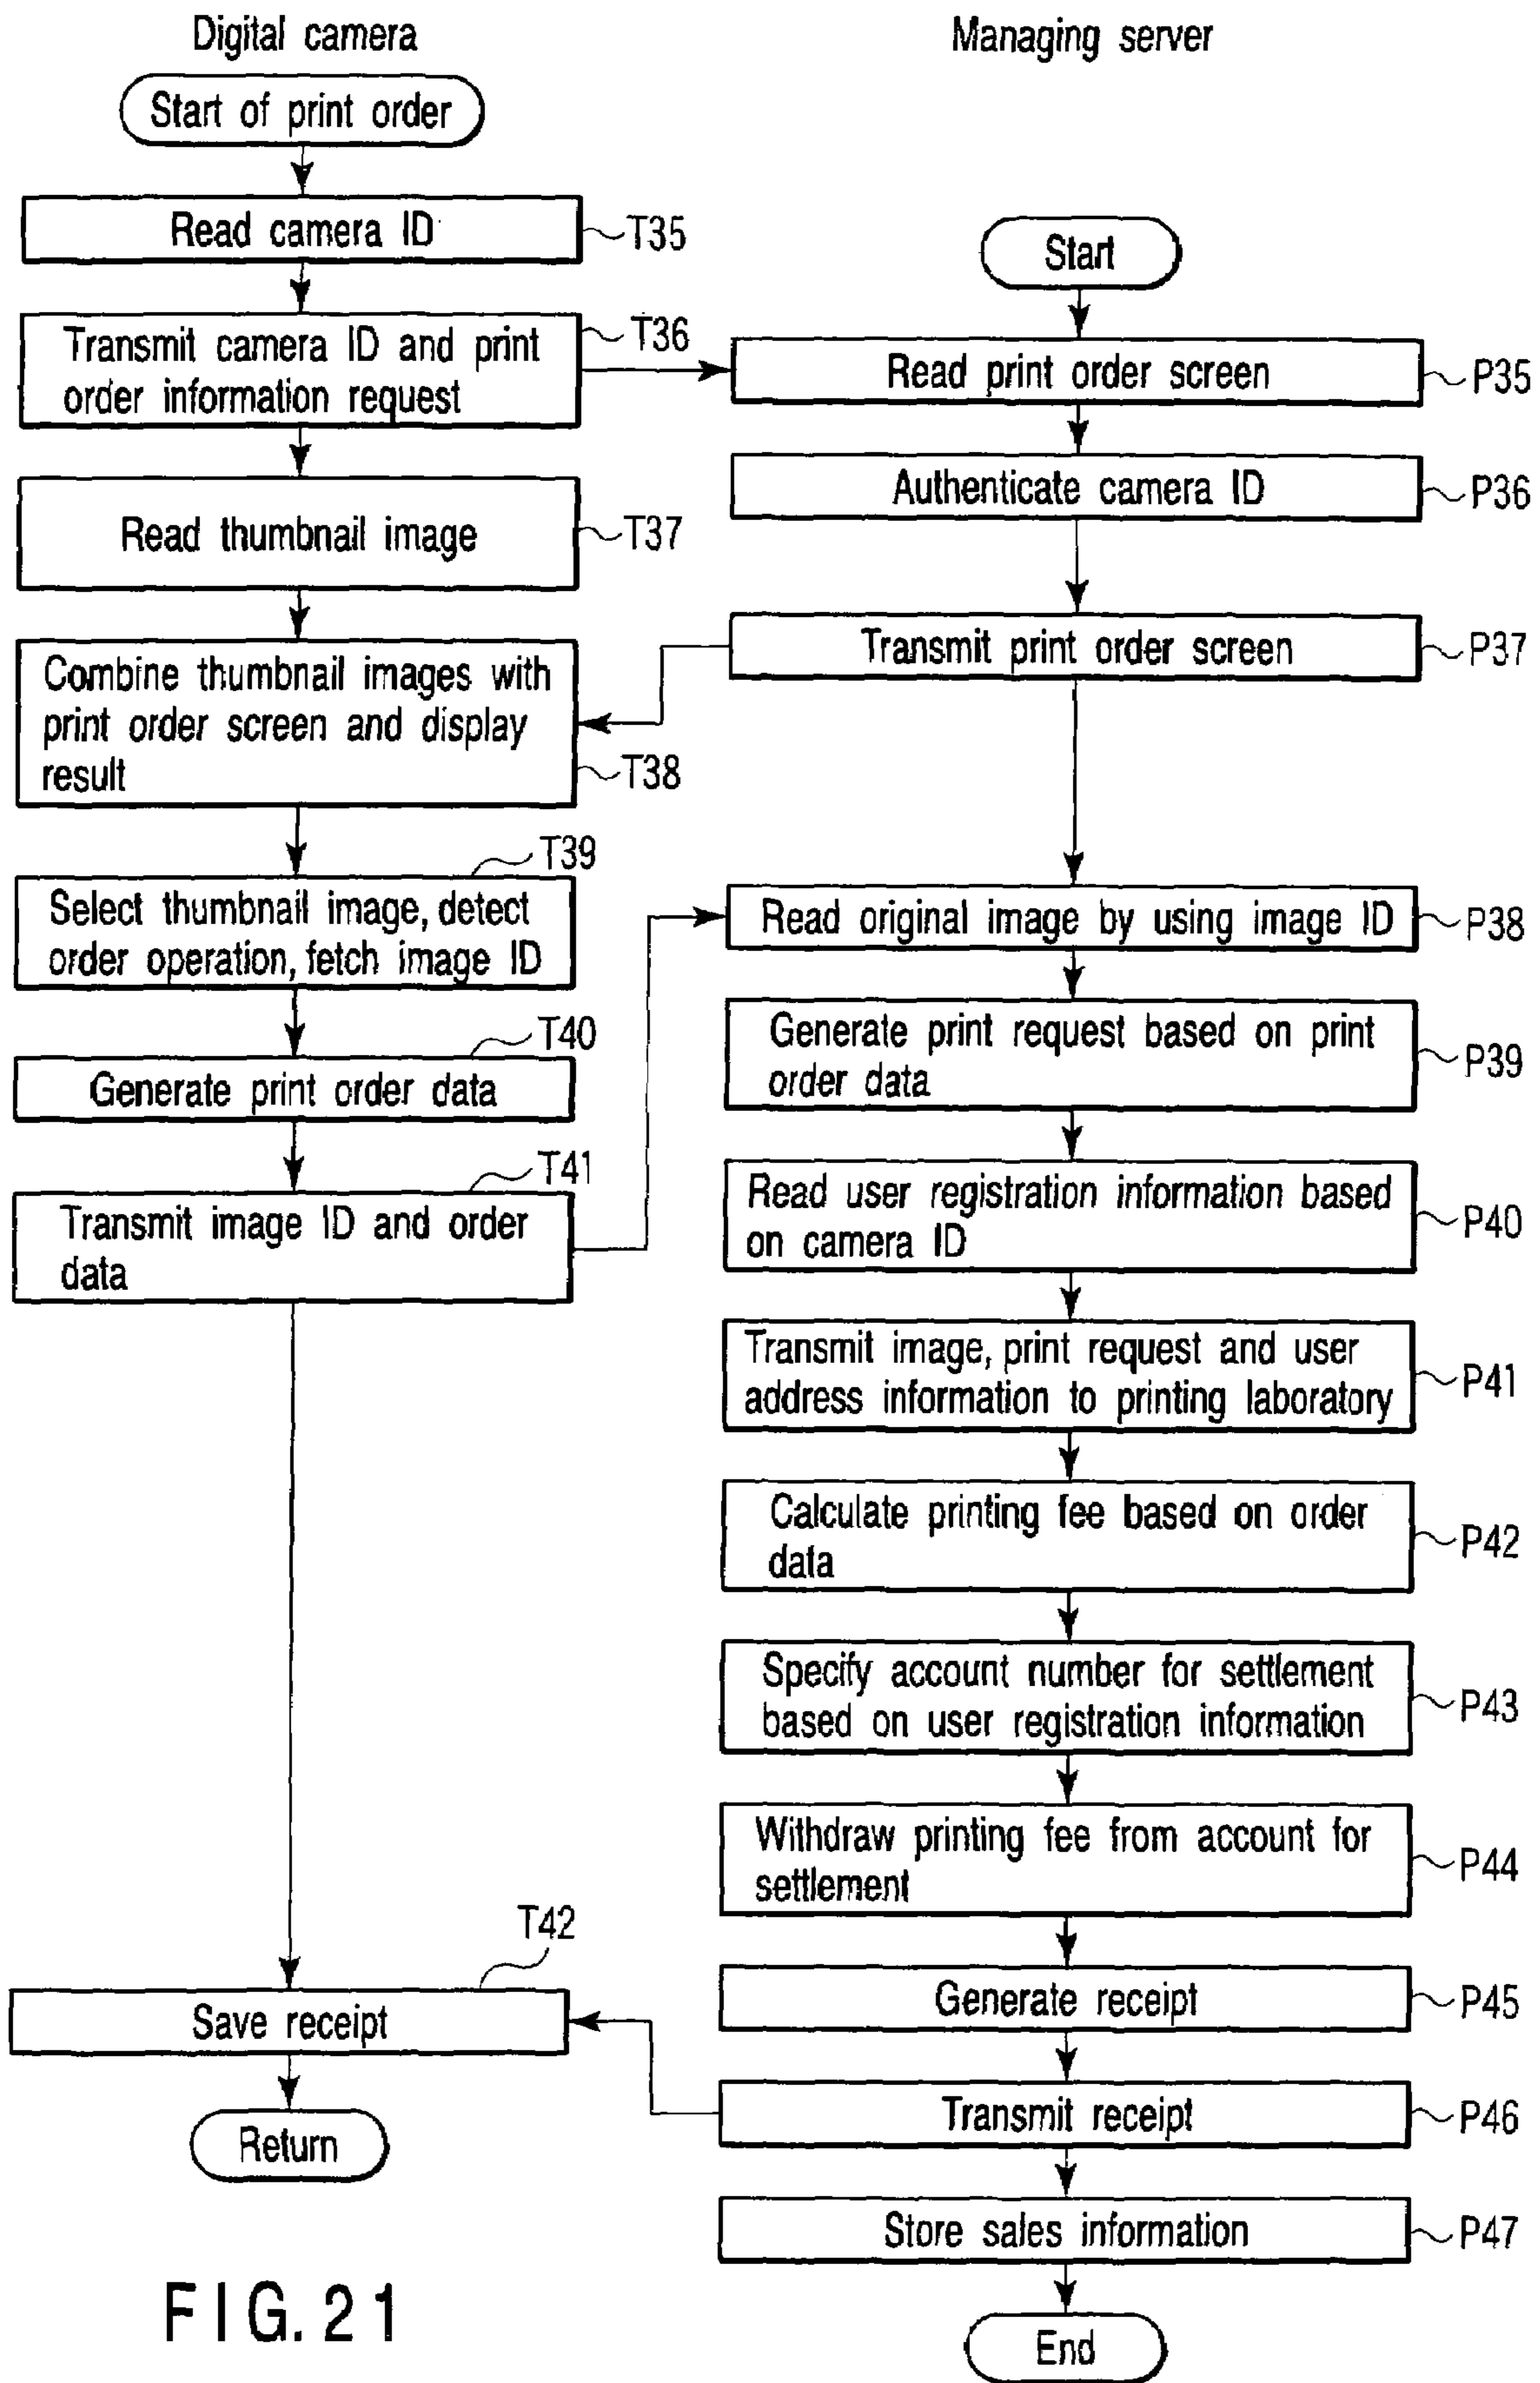 Digital camera
Start of print order
Read camera ID
T35
Transmit camera ID and print
order information request
T36
Read thumbnail image
T37
Combine thumbnail images with
print order screen and display
result
T38
T39
Select thumbnail image, detect
order operation, fetch image ID
T40
Generate print order data
T41
Transmit image ID and order
data
T42
Save receipt
Return
Managing server
Start
Read print order screen
P35
Authenticate camera ID
P36
Transmit print order screen
P37
Read original image by using image ID
P38
Generate print request based on print
order data
P39
Read user registration information based
on camera ID
P40
Transmit image, print request and user
address information to printing laboratory
P41
Calculate printing fee based on order
data
P42
Specify account number for settlement
based on user registration information
P43
Withdraw printing fee from account for
settlement
P44
Generate receipt
P45
Transmit receipt
P46
Store sales information
P47
End
FIG. 21